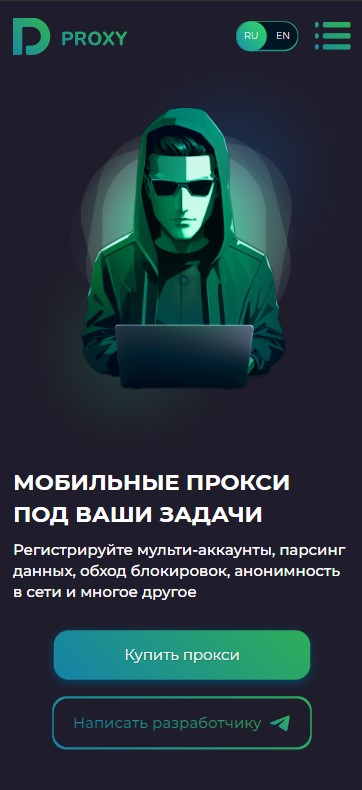 PROXY
RU EN
МОБИЛЬНЫЕ ПРОКСИ
ПОД ВАШИ ЗАДАЧИ
Регистрируйте мульти-аккаунты, парсинг
данных, обход блокировок, анонимность
в сети и многое другое
Купить прокси
Написать разработчику